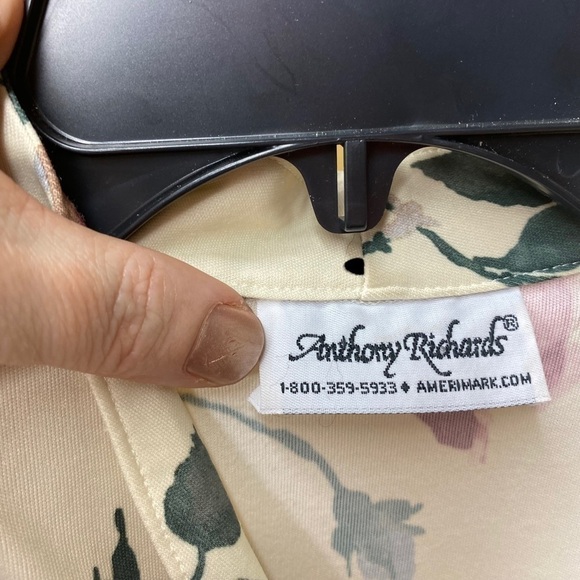 Anthony Richards®
1-800-359-5933 ♦ AMERIMARK.COM